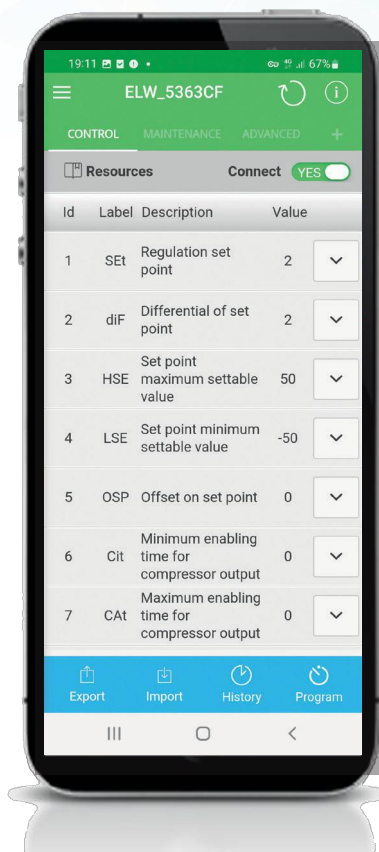 19:11 67%
ELW_5363CF
CONTROL MAINTENANCE ADVANCED +
Resources Connect YES
Id Label Description Value
1 SEt Regulation set
point 2
2 diF Differential of set
point 2
3 HSE Set point
maximum settable
value 50
4 LSE Set point minimum
settable value -50
5 OSP Offset on set point 0
6 Cit Minimum enabling
time for
compressor output 0
7 CAt Maximum enabling
time for
compressor output 0
Export Import History Program